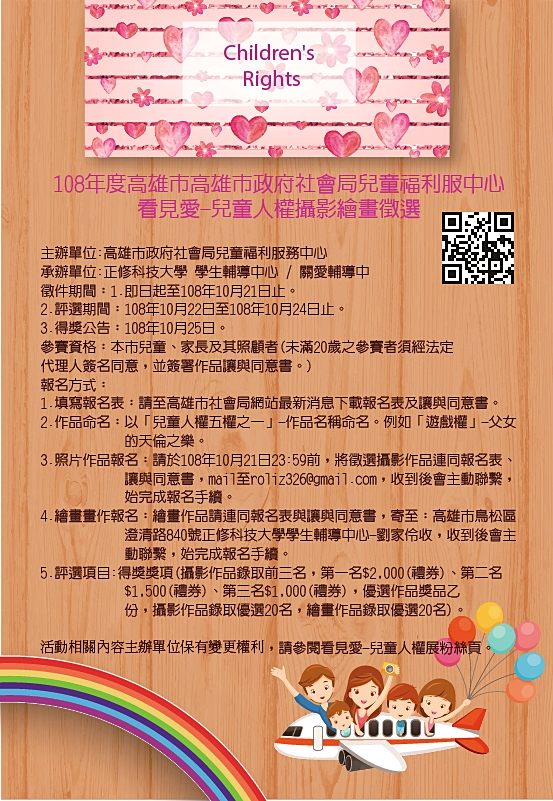 Children's
Rights
108年度高雄市高雄市政府社會局兒童福利服中心
看見愛-兒童人權攝影繪畫徵選
主辦單位:高雄市政府社會局兒童福利服務中心
承辦單位:正修科技大學 學生輔導中心 / 關愛輔導中
徵件期間：1.即日起至108年10月21日止。
2.評選期間：108年10月22日至108年10月24日止。
3.得獎公告：108年10月25日。
參賽資格：本市兒童、家長及其照顧者(未滿20歲之參賽者須經法定
代理人簽名同意，並簽署作品讓與同意書。)
報名方式：
1.填寫報名表：請至高雄市社會局網站最新消息下載報名表及讓與同意書。
2.作品命名：以「兒童人權五權之一」-作品名稱命名。例如「遊戲權」-父女
的天倫之樂。
3.照片作品報名：請於108年10月21日23:59前，將徵選攝影作品連同報名表、
讓與同意書，mail至roliz326@gmail.com，收到後會主動聯繫，
始完成報名手續。
4.繪畫畫作報名：繪畫作品請連同報名表與讓與同意書，寄至：高雄市鳥松區
澄清路840號正修科技大學學生輔導中心-劉家伶收，收到後會主
動聯繫，始完成報名手續。
5.評選項目:得獎獎項(攝影作品錄取前三名，第一名$2,000(禮券)、第二名
$1,500(禮券)、第三名$1,000(禮券)，優選作品獎品乙
份，攝影作品錄取優選20名，繪畫作品錄取優選20名)。
活動相關內容主辦單位保有變更權利，請參閱看見愛-兒童人權展粉絲頁。